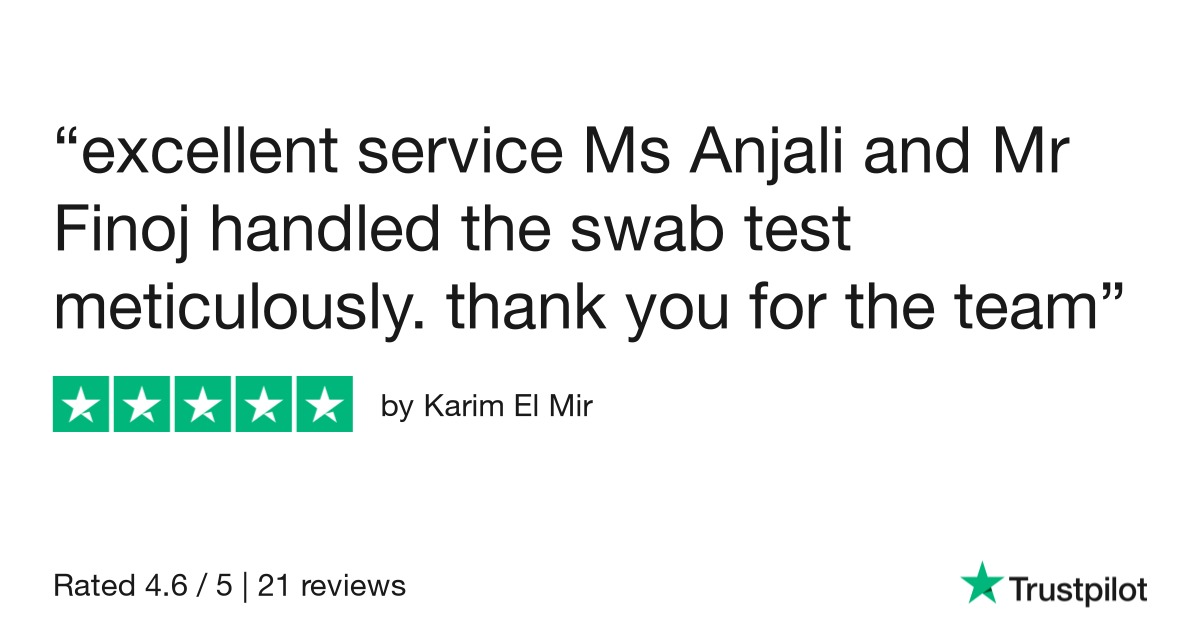 “excellent service Ms Anjali and Mr
Finoj handled the swab test
meticulously. thank you for the team”
by Karim El Mir
Rated 4.6 / 5 | 21 reviews
Trustpilot